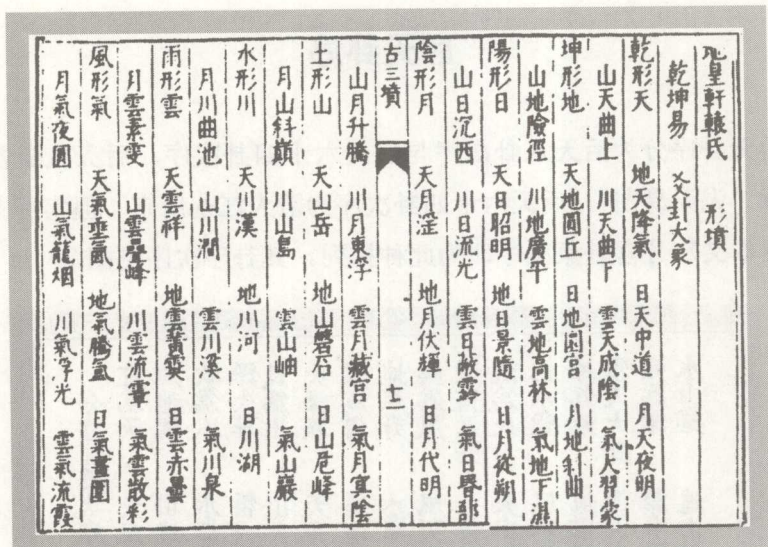 地皇軒轅氏 形墳
乾坤易 爻卦大象
乾形天 地天降氣 日天中道 月天夜明
山天曲上 川天曲下 雲天成陰 氣天習蒙
坤形地 天地圓丘 日地圜宮 月地斜曲
山地險徑 川地廣平 雲地高林 氣地下濕
陽形日 天日昭明 地日景隨 日月從朔
山日沉西 川日流光 雲日蔽霧 氣日昬蔀
陰形月 天月淫 地月伏輝 日月代明
古三墳 十二
山月升騰 川月東浮 雲月藏宮 氣月冥陰
土形山 天山岳 地山磐石 日山危峰
月山斜巔 川山島 雲山岫 氣山巖
水形川 天川漢 地川河 日川湖
月川曲池 山川澗 雲川溪 氣川泉
雨形雲 天雲祥 地雲黃霙 日雲赤曇
月雲素雯 山雲疊峰 川雲流霣 氣雲散彩
風形氣 天氣垂氤 地氣騰氳 日氣晝圍
月氣夜圓 山氣籠烟 川氣浮光 雲氣流霞